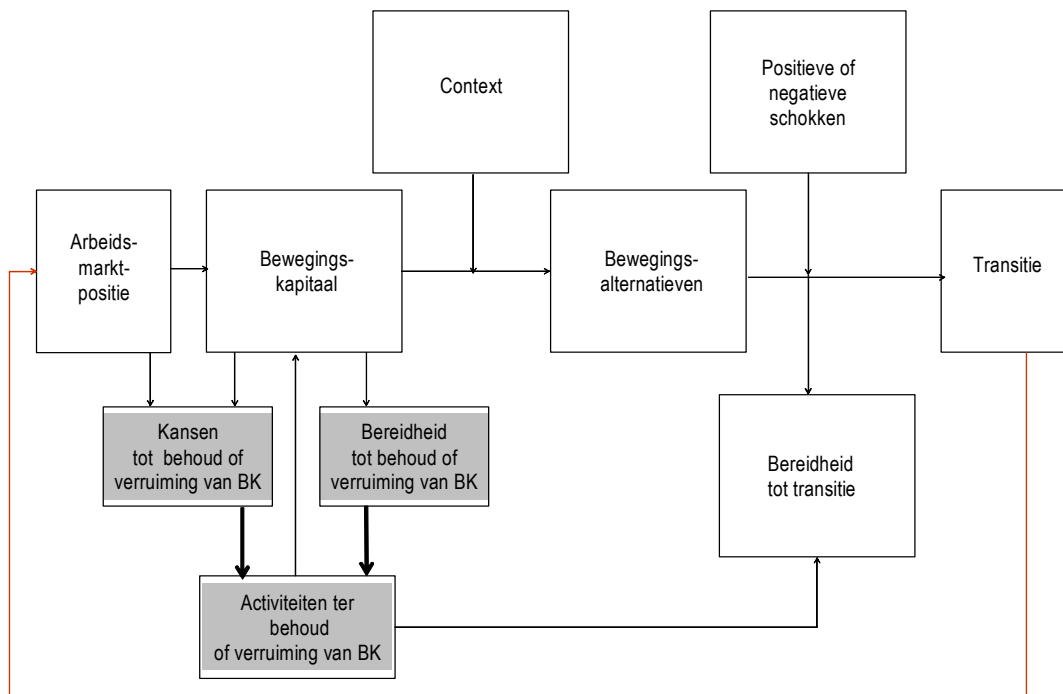 Context
Positieve of
negatieve
schokken
Arbeids-
markt-
positie
Bewegings-
kapitaal
Bewegings-
alternatieven
Transitie
Kansen
tot behoud of
verruiming van BK
Bereidheid
tot behoud of
verruiming van BK
Bereidheid
tot transitie
Activiteiten ter
behoud
of verruiming van BK